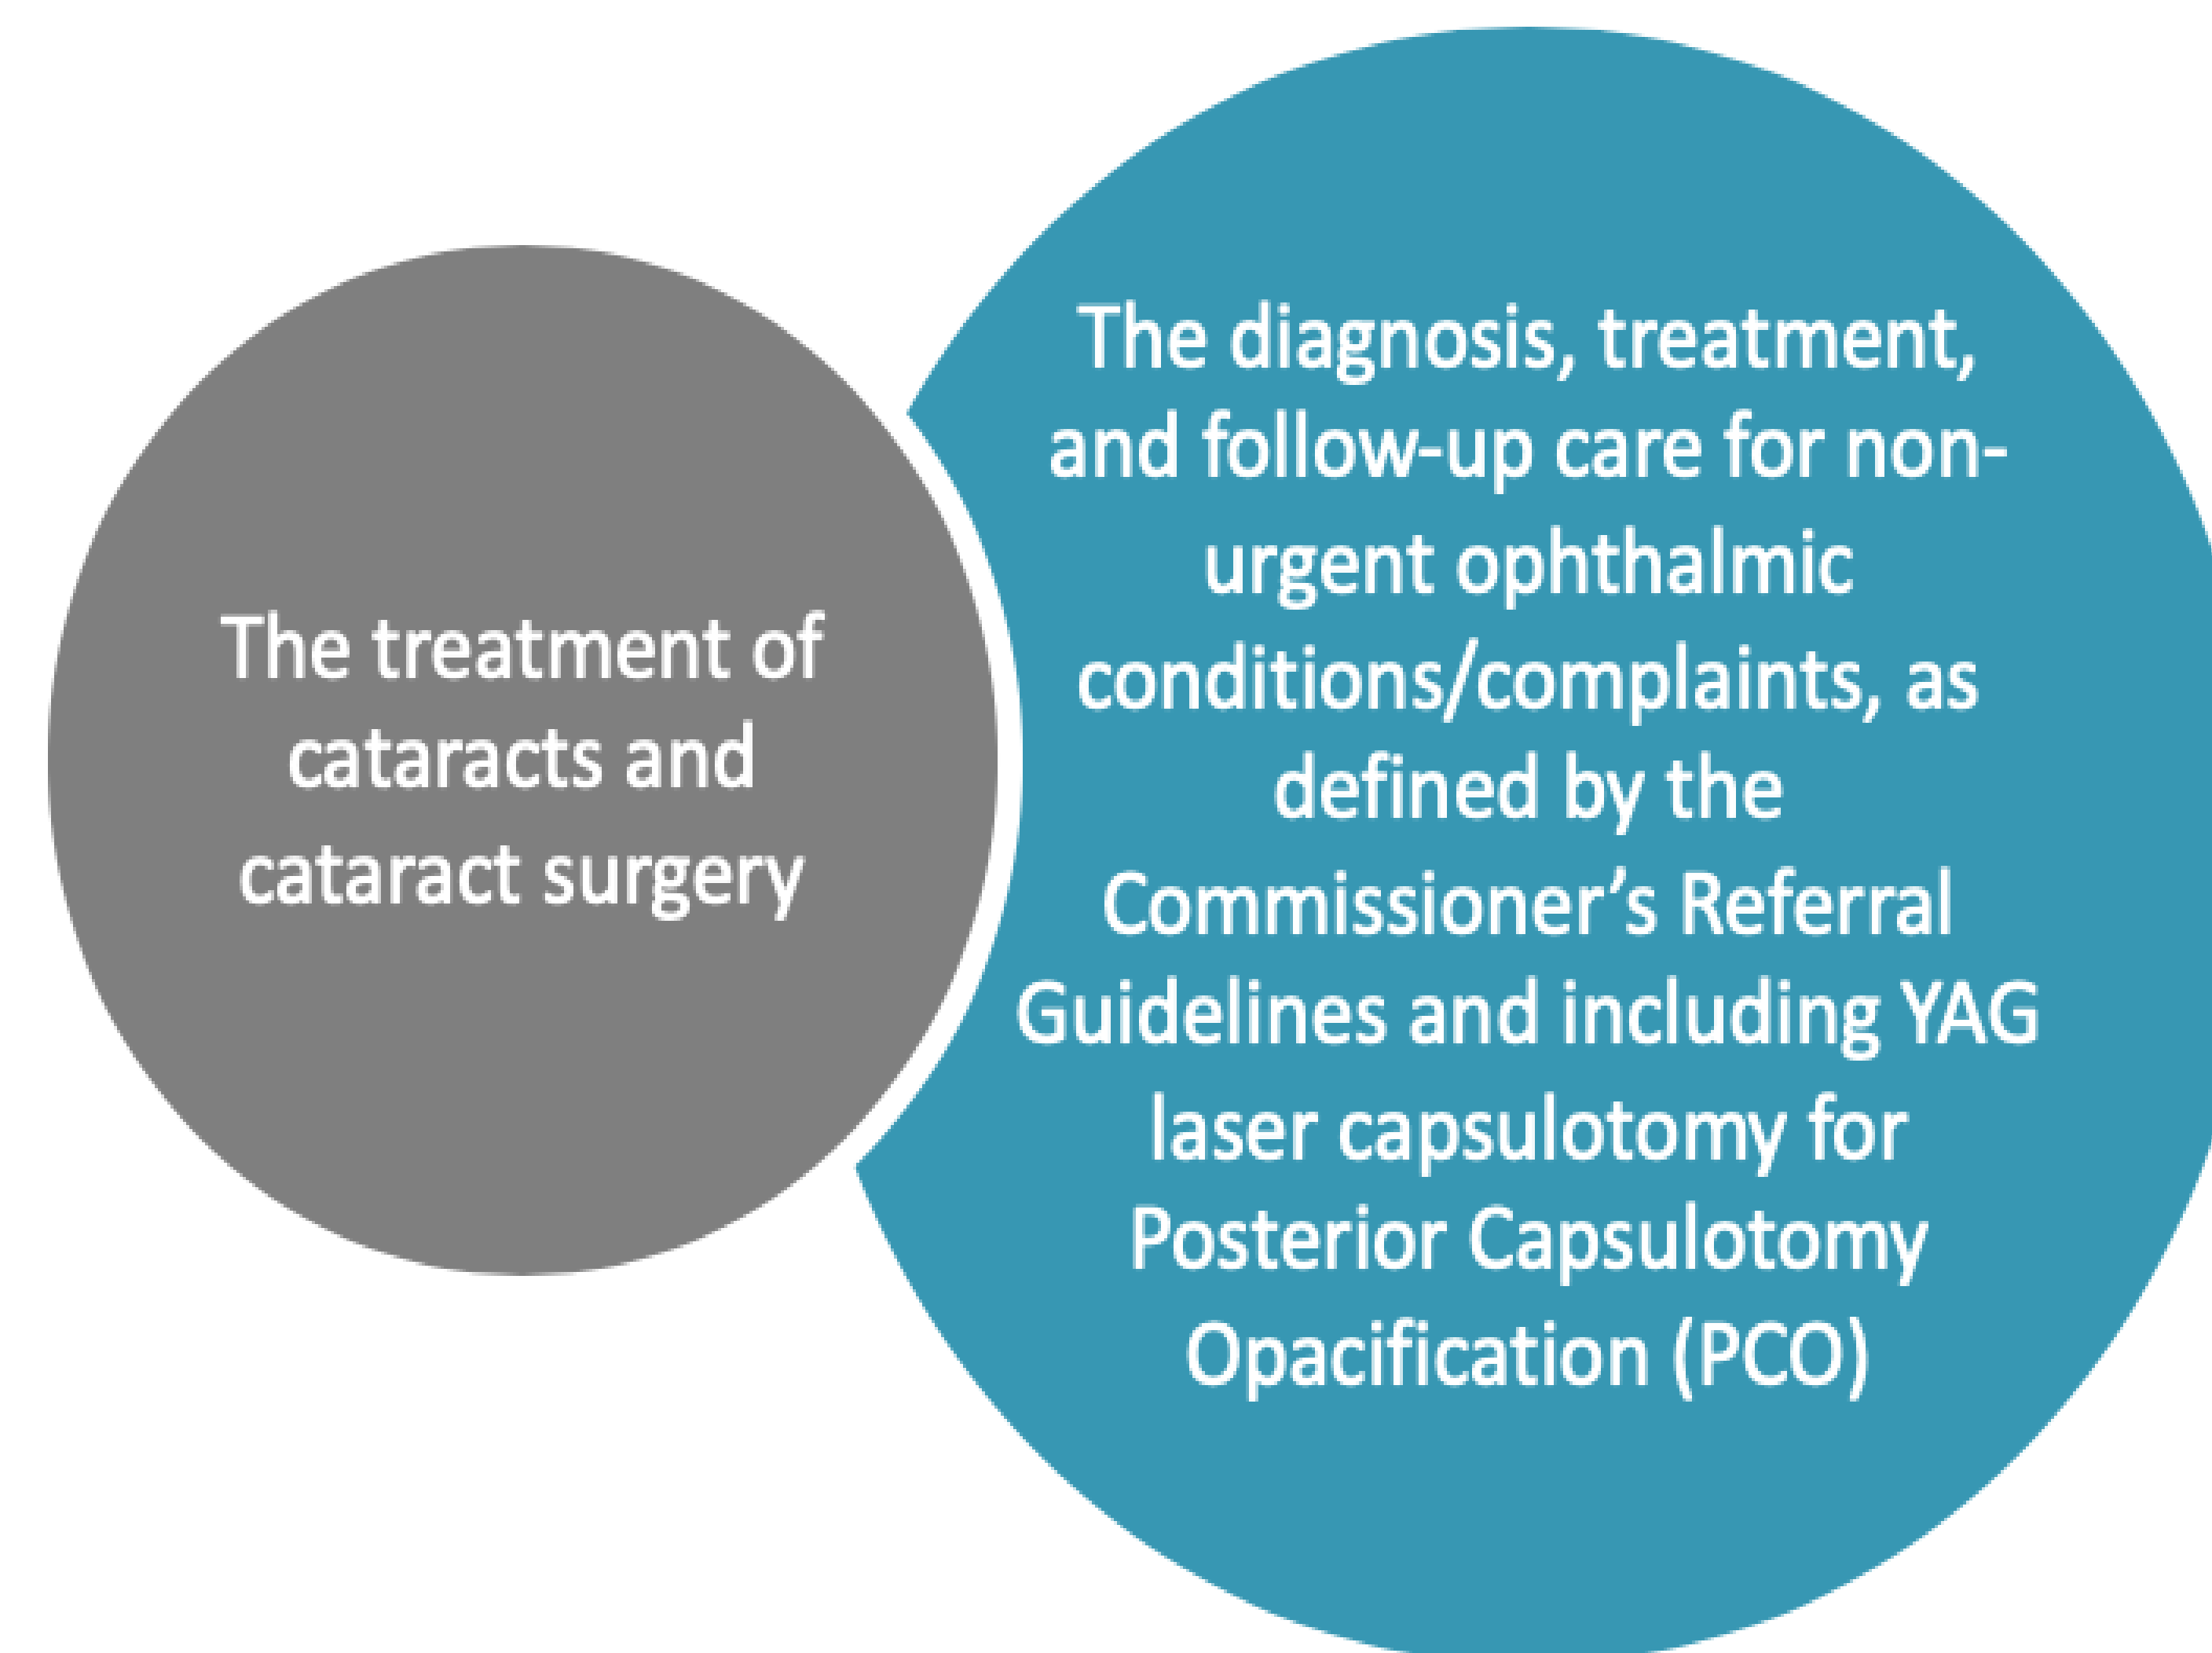 The treatment of
cataracts and
cataract surgery
The diagnosis, treatment,
and follow-up care for non-
urgent ophthalmic
conditions/complaints, as
defined by the
Commissioner’s Referral
Guidelines and including YAG
laser capsulotomy for
Posterior Capsulotomy
Opacification (PCO)